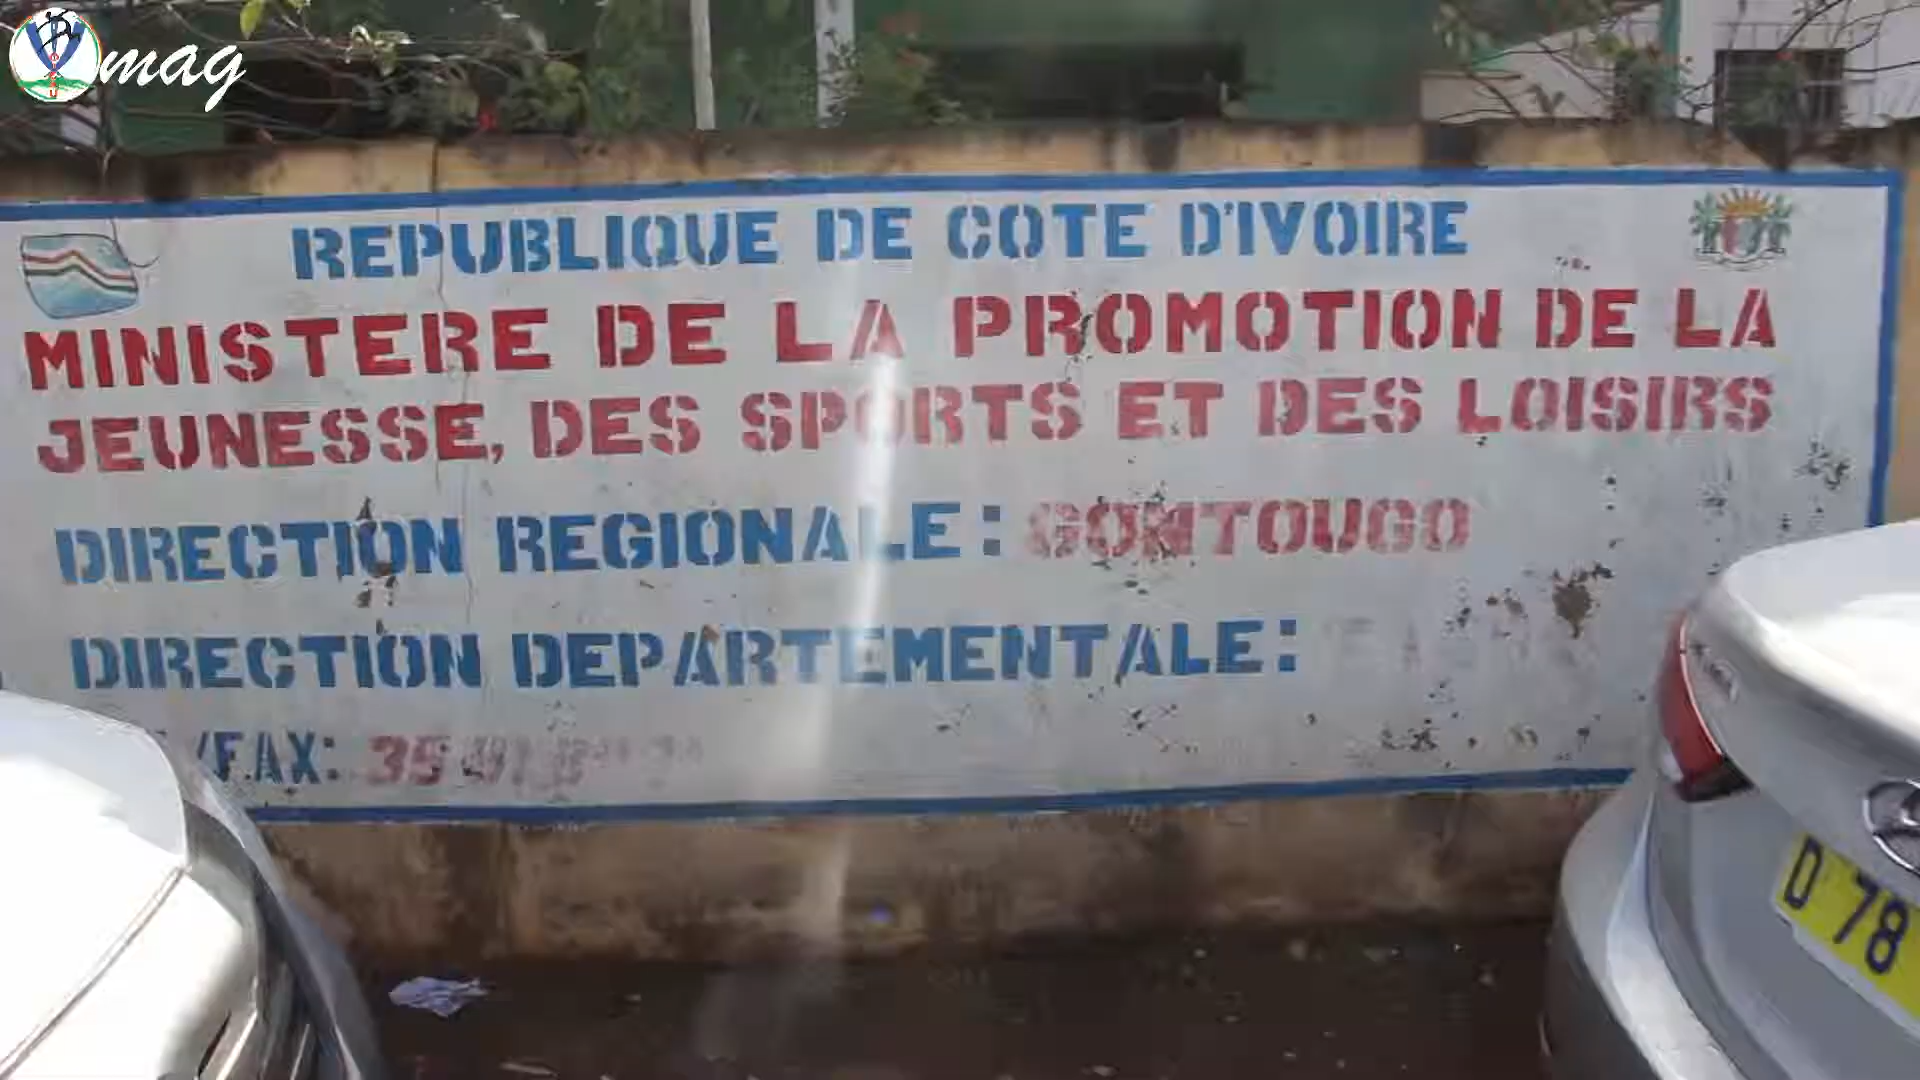 mag
REPUBLIQUE DE COTE D'IVOIRE
MINISTERE DE LA PROMOTION DE LA
JEUNESSE, DES SPORTS ET DES LOISIRS
DIRECTION REGIONALE: GONTOUGO
DIRECTION DEPARTEMENTALE:
/FAX: 35
D 78